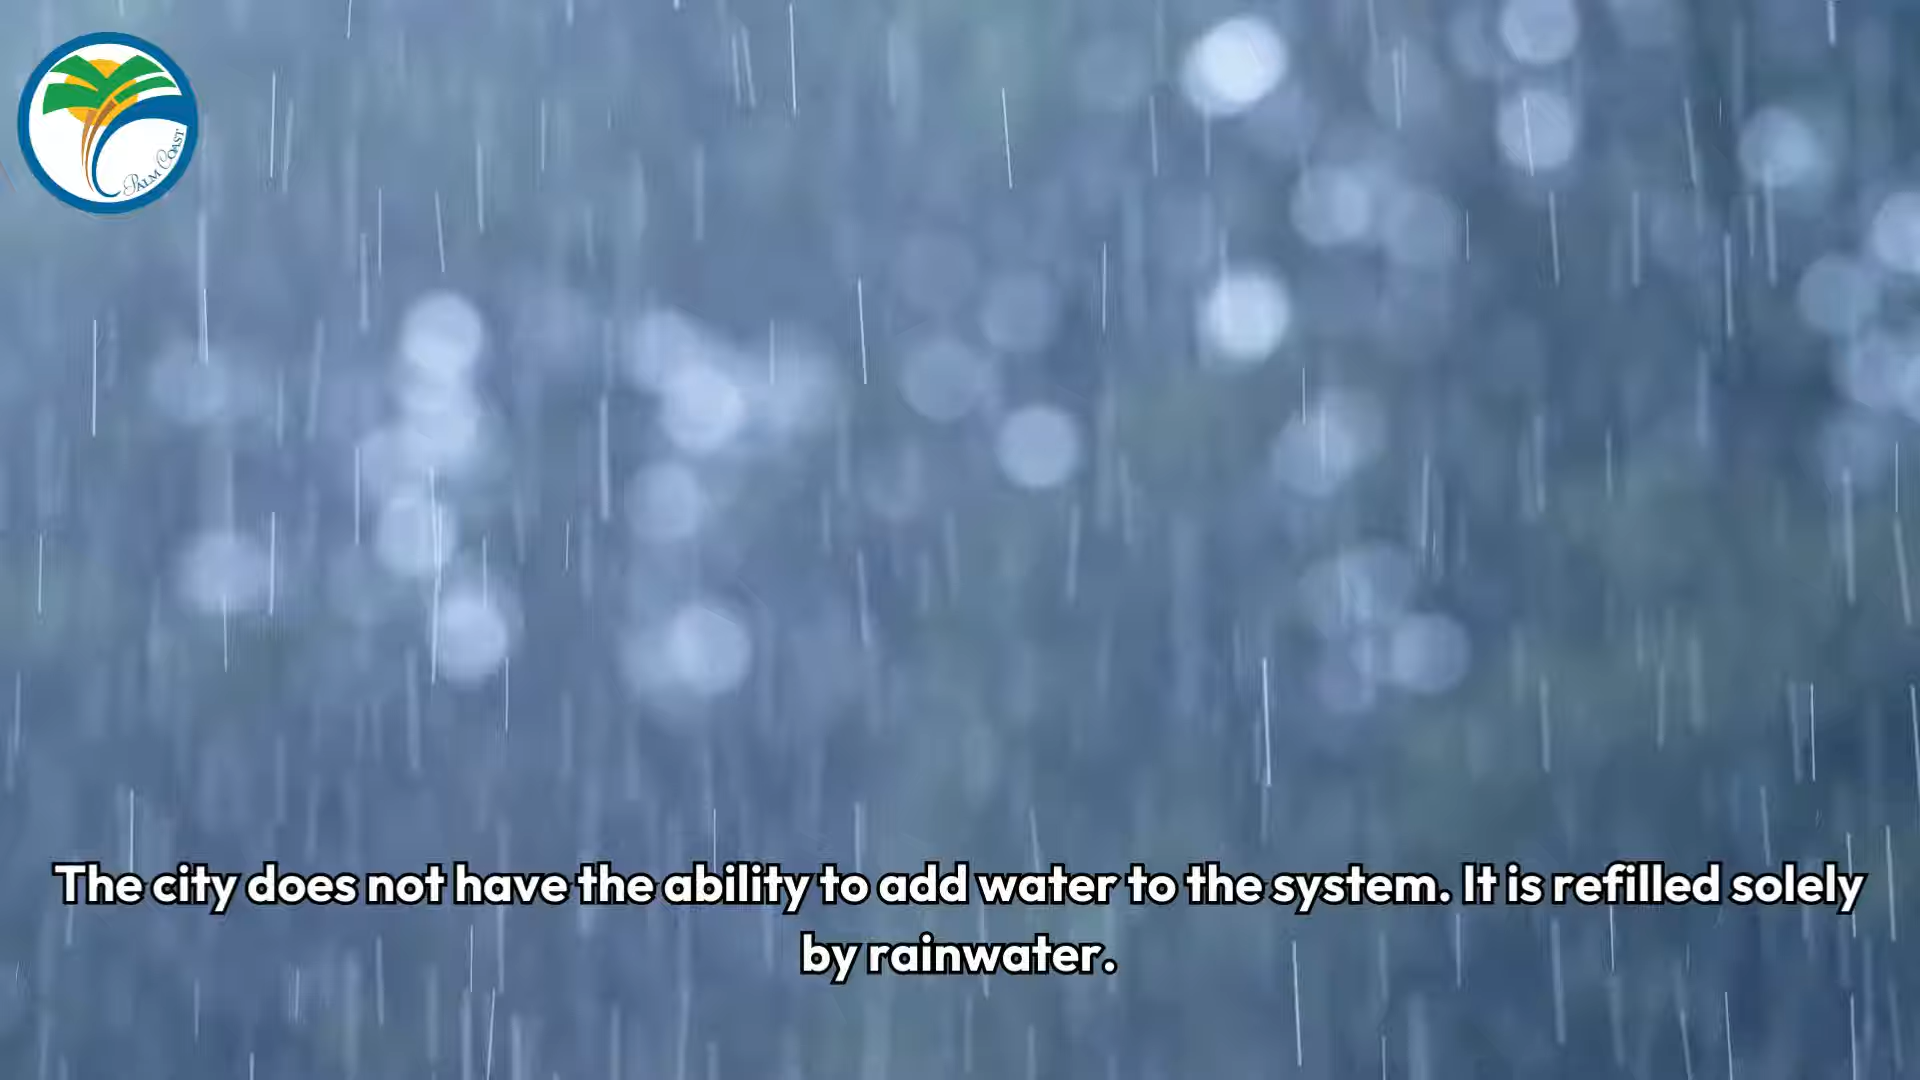 PALM COAST
The city does not have the ability to add water to the system. It is refilled solely
by rainwater.